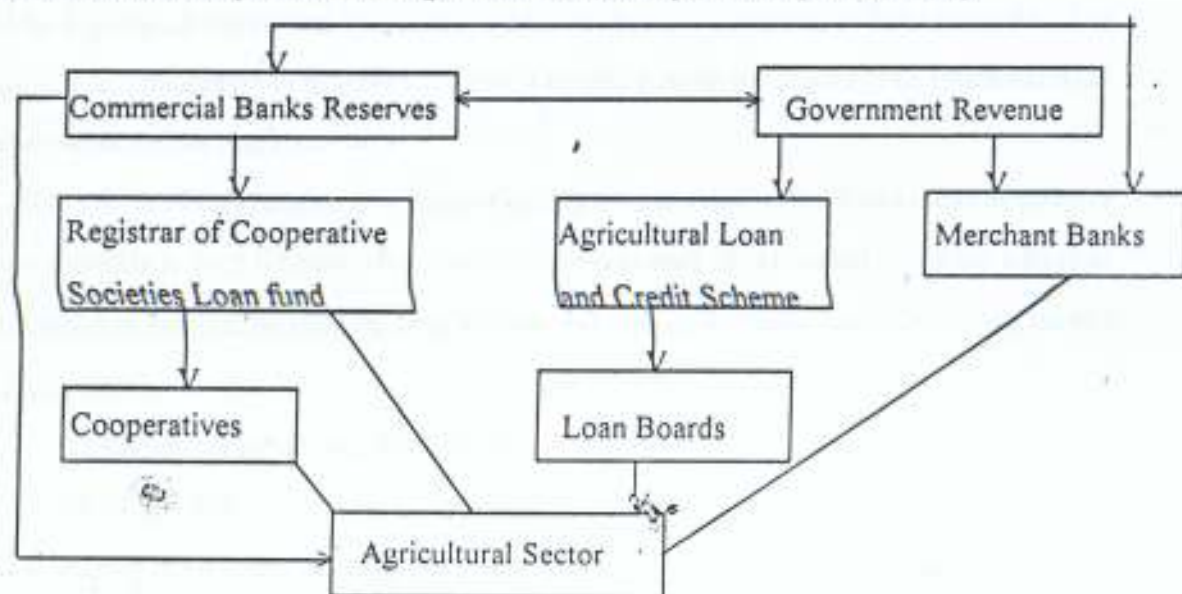 Commercial Banks Reserves
Government Revenue
Registrar of Cooperative
Societies Loan fund
Agricultural Loan
and Credit Scheme
Merchant Banks
Cooperatives
Loan Boards
Agricultural Sector